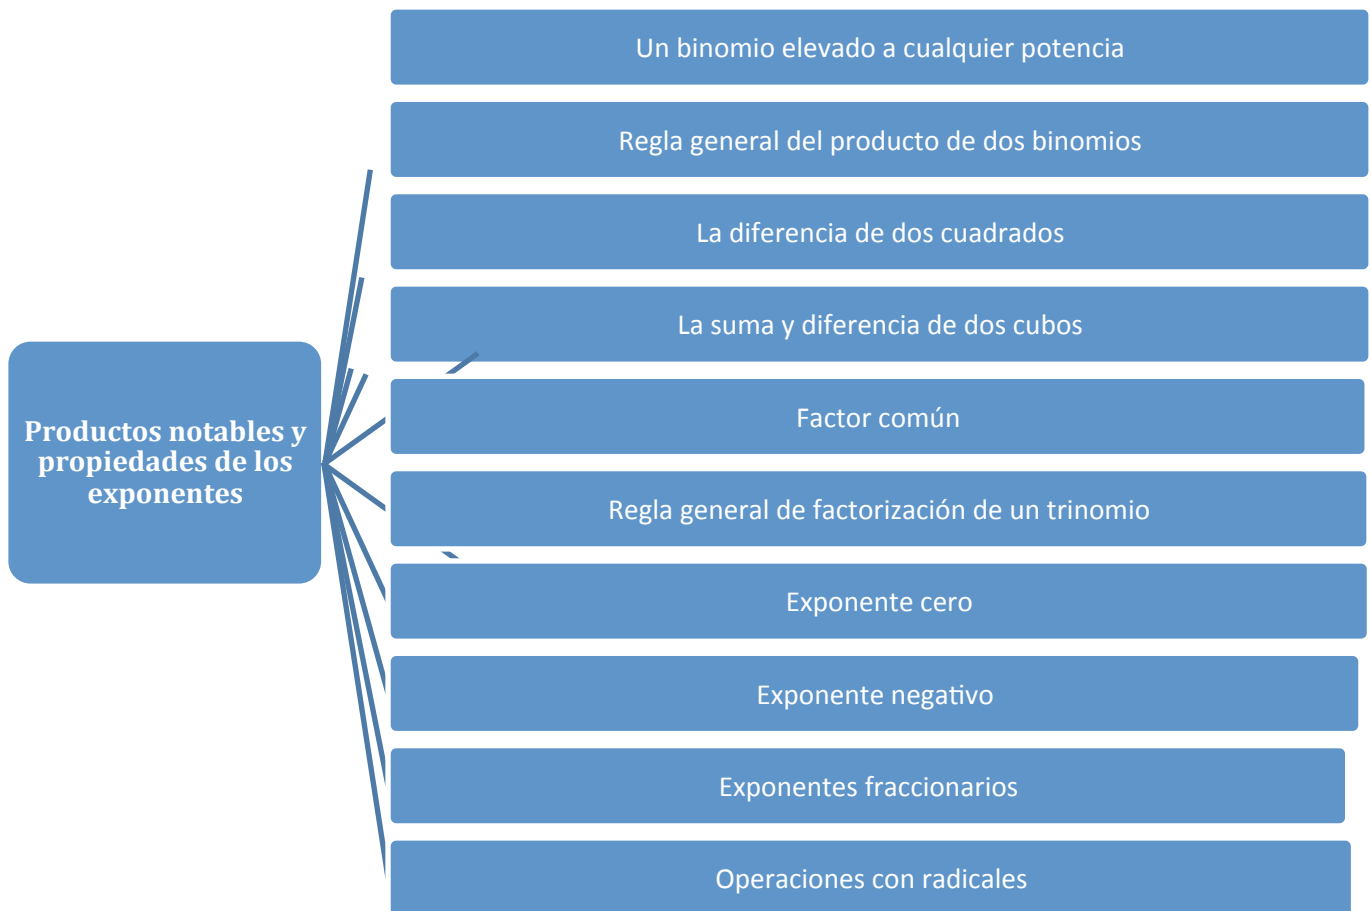 Un binomio elevado a cualquier potencia
Regla general del producto de dos binomios
La diferencia de dos cuadrados
La suma y diferencia de dos cubos
Productos notables y
propiedades de los
exponentes
Factor común
Regla general de factorización de un trinomio
Exponente cero
Exponente negativo
Exponentes fraccionarios
Operaciones con radicales